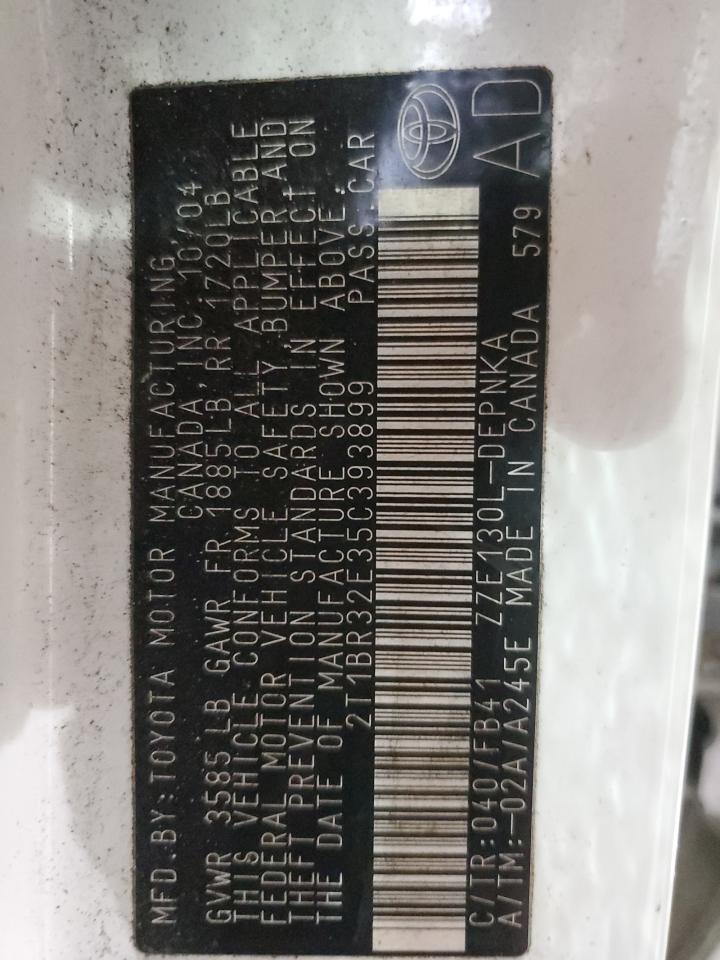 MFD.BY:TOYOTA MOTOR MANUFACTURING
CANADA,INC.10/04
GVWR 3585 LB GAWR FR 1885LB RR 1720LB
THIS VEHICLE CONFORMS TO ALL APPLICABLE
FEDERAL MOTOR VEHICLE SAFETY, BUMPER AND
THEFT PREVENTION STANDARDS IN EFFECT ON
THE DATE OF MANUFACTURE SHOWN ABOVE.
2T1BR32E35C393899 PASS.CAR
C/TR:040/FB41 ZZE130L-DEPNKA
A/TM:-02A/A245E MADE IN CANADA 579 AD